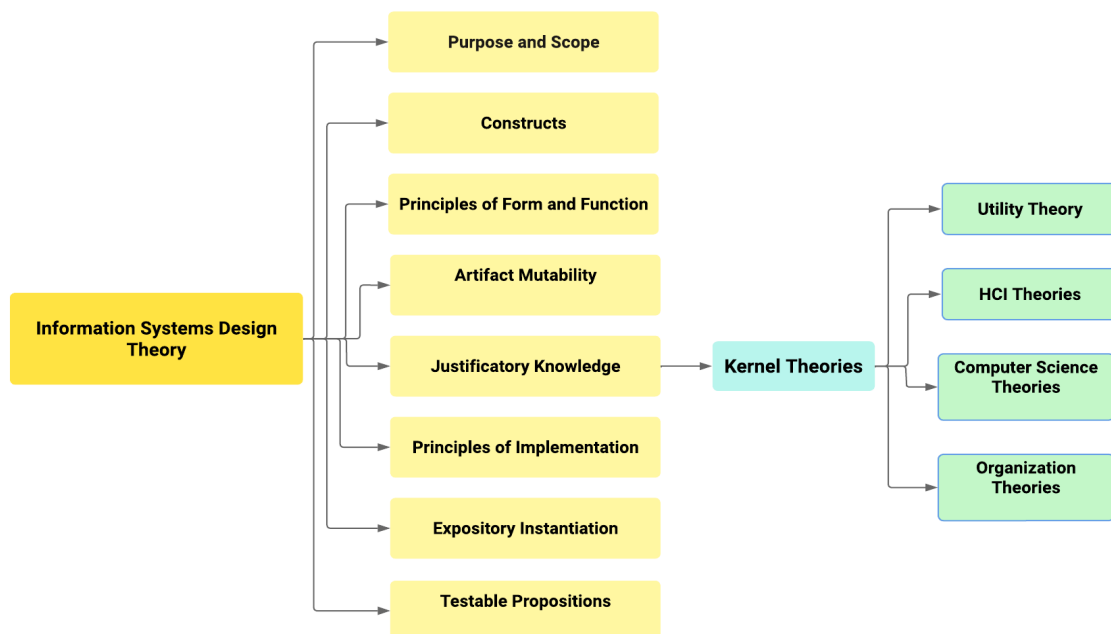 Purpose and Scope
Constructs
Principles of Form and Function
Artifact Mutability
Information Systems Design
Theory
Justificatory Knowledge
Principles of Implementation
Expository Instantiation
Testable Propositions
Kernel Theories
Utility Theory
HCI Theories
Computer Science
Theories
Organization
Theories